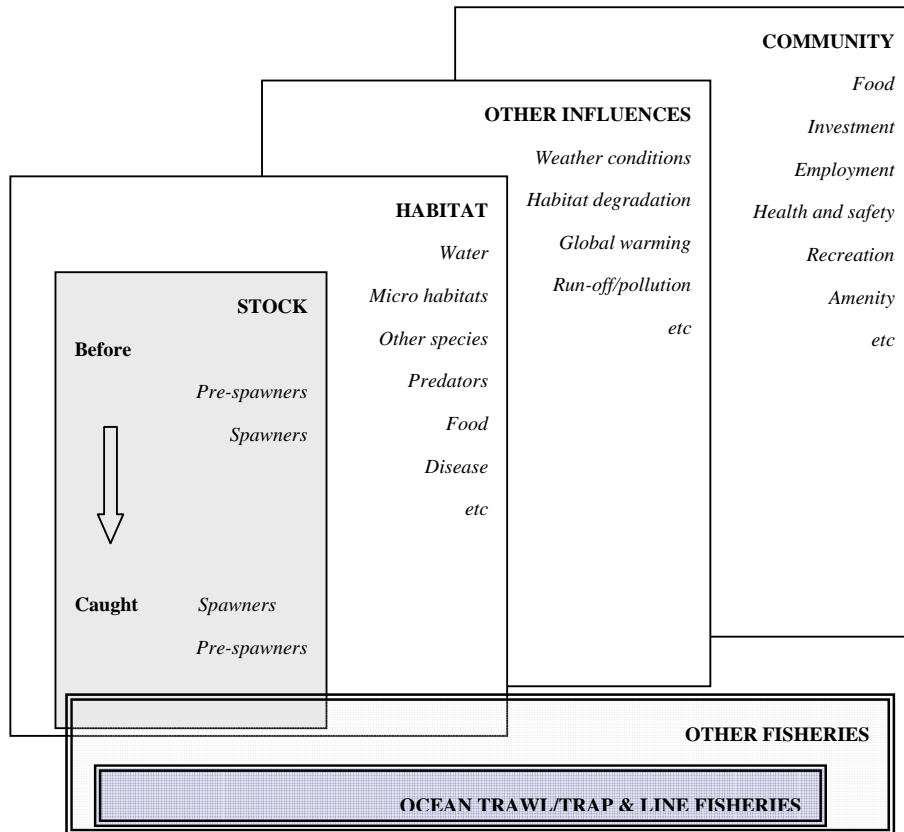 COMMUNITY
Food
Investment
Employment
Health and safety
Recreation
Amenity
etc
OTHER INFLUENCES
Weather conditions
Habitat degradation
Global warming
Run-off/pollution
etc
HABITAT
Water
Micro habitats
Other species
Predators
Food
Disease
etc
STOCK
Before
Pre-spawners
Spawners
Caught Spawners
Pre-spawners
OTHER FISHERIES
OCEAN TRAWL/TRAP & LINE FISHERIES